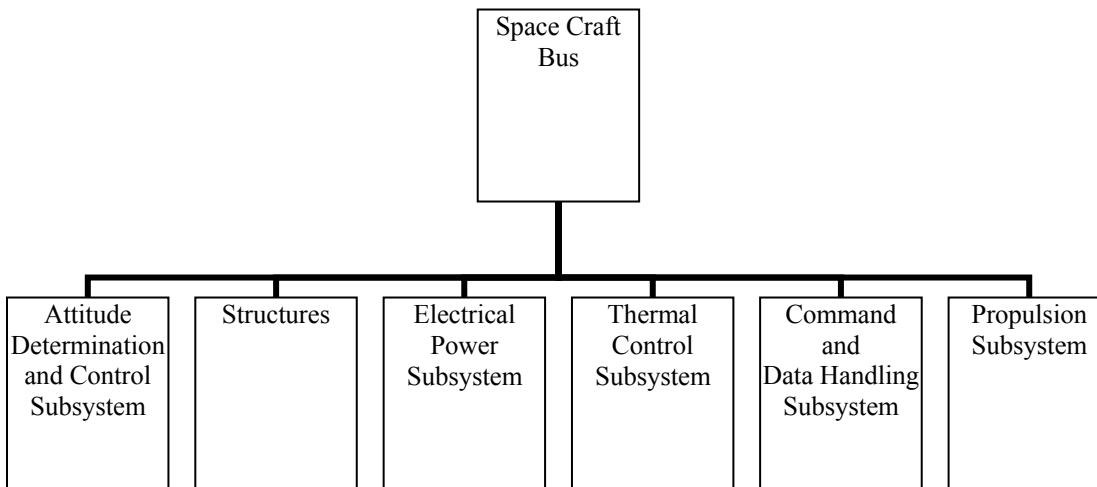 Space Craft
Bus
Attitude
Determination
and Control
Subsystem
Structures
Electrical
Power
Subsystem
Thermal
Control
Subsystem
Command
and
Data Handling
Subsystem
Propulsion
Subsystem